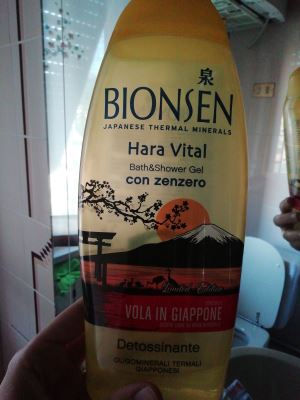 泉
BIONSEN
JAPANESE THERMAL MINERALS
Hara Vital
Bath&Shower Gel
con zenzero
Limited Edition
VOLA IN GIAPPONE
Detossinante
OLIGOMINERALI TERMALI
GIAPPONESI